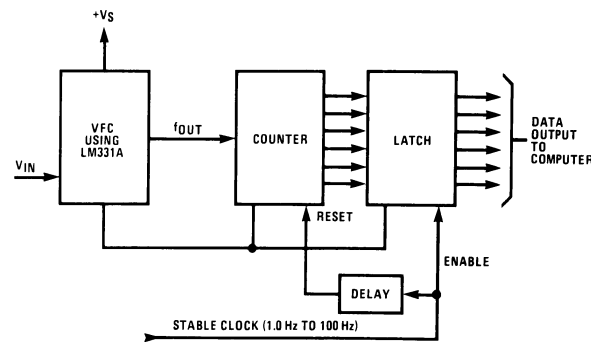 +VS
VFC
USING
LM331A
fOUT
COUNTER
LATCH
DATA
OUTPUT
TO
COMPUTER
VIN
RESET
ENABLE
DELAY
STABLE CLOCK (1.0 Hz TO 100 Hz)